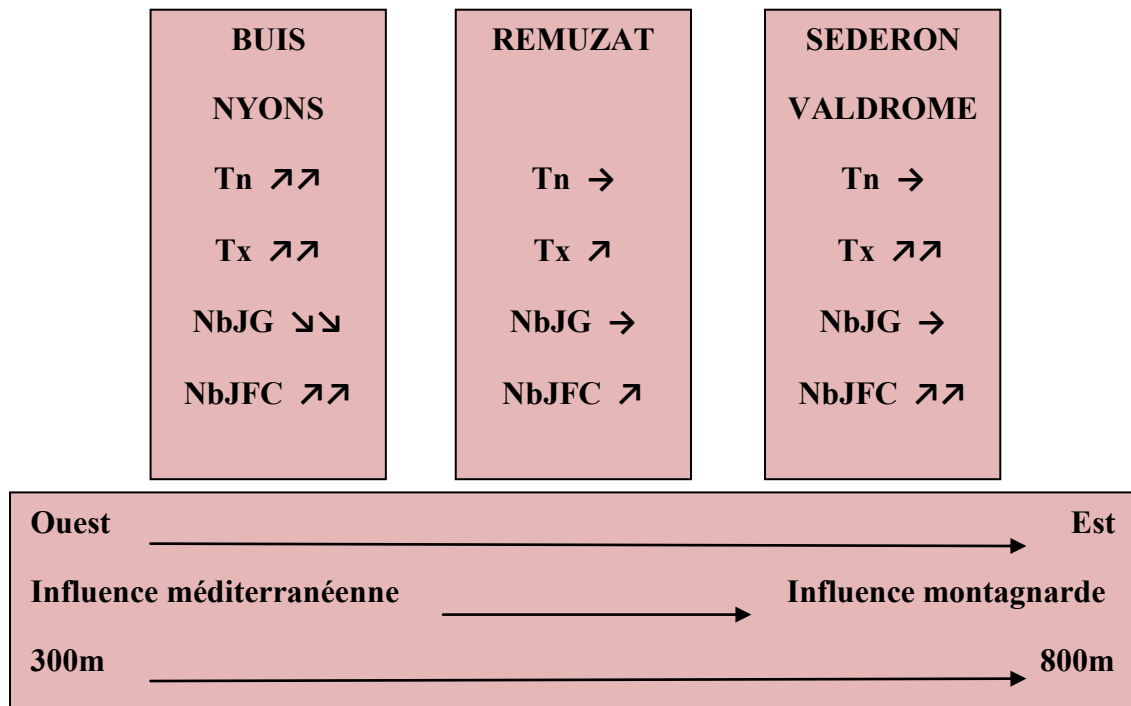 BUIS
NYONS
Tn ↗↗
Tx ↗↗
NbJG ↘↘
NbJFC ↗↗
REMUZAT
Tn →
Tx ↗
NbJG →
NbJFC ↗
SEDERON
VALDROME
Tn →
Tx ↗↗
NbJG →
NbJFC ↗↗
Ouest Est
Influence méditerranéenne Influence montagnarde
300m 800m